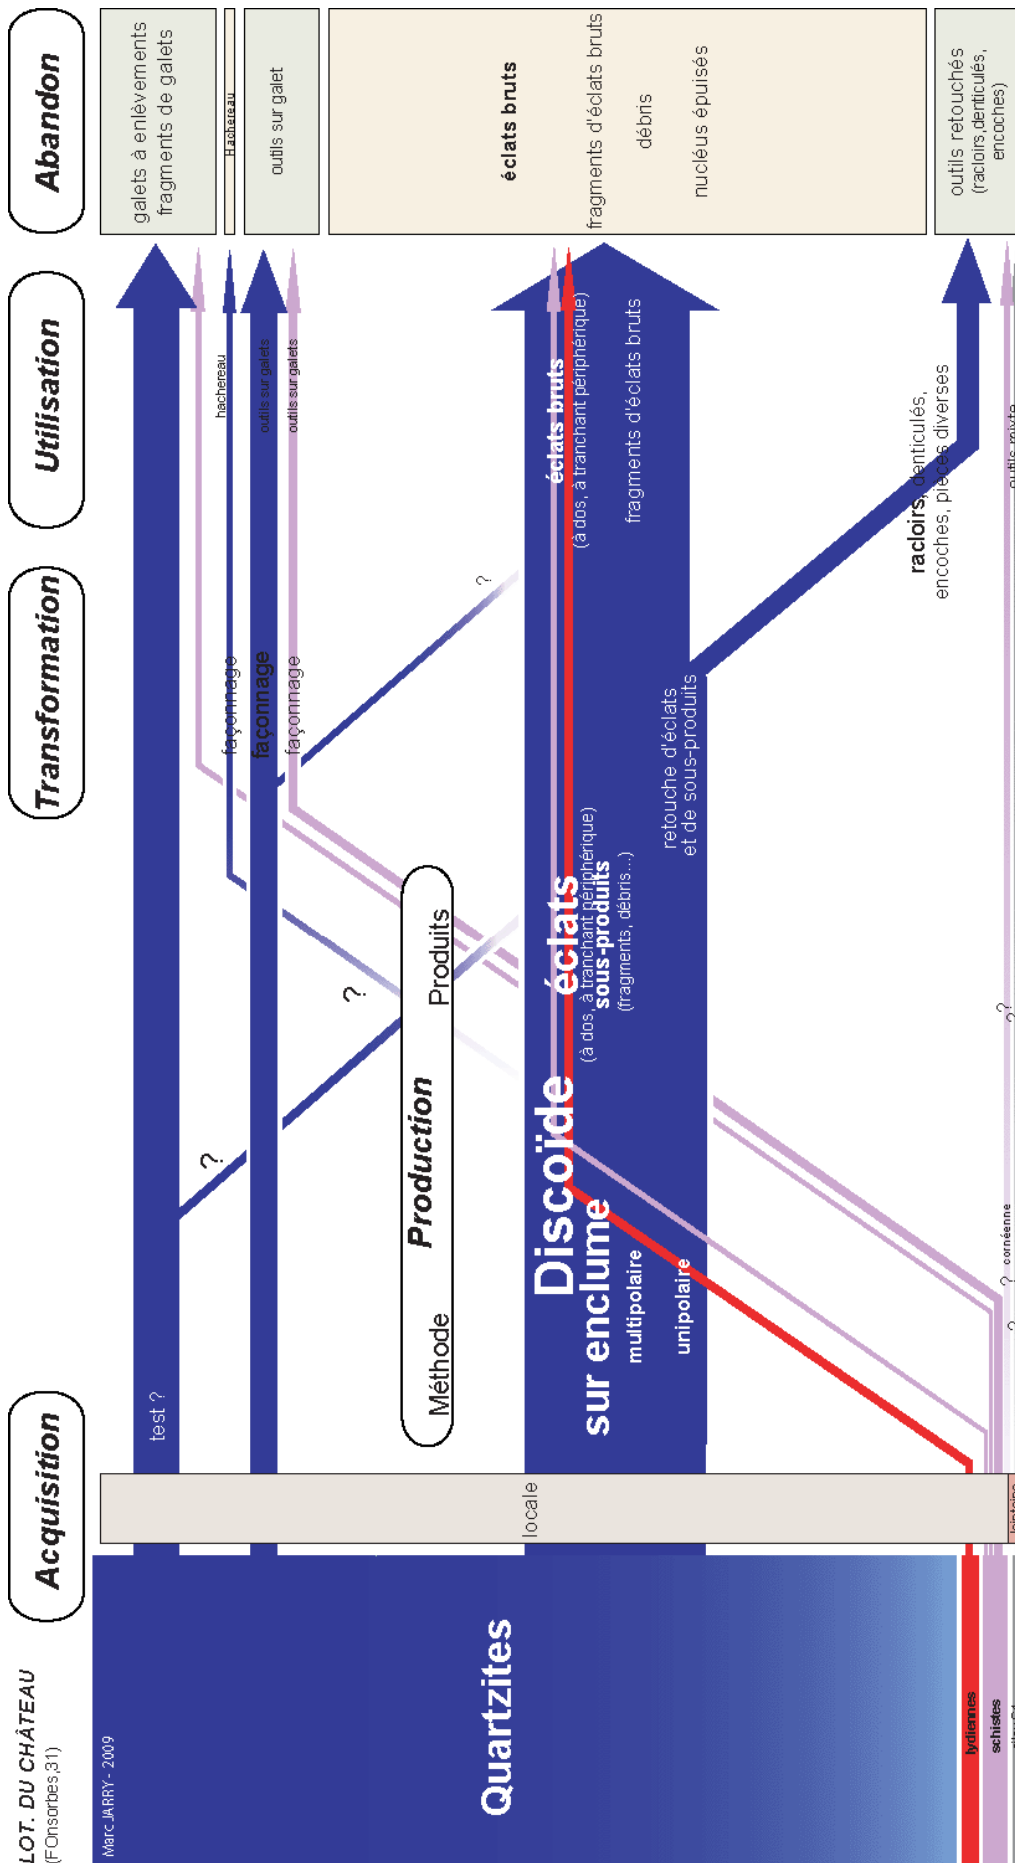 LOT. DU CHÂTEAU
(FOnsorbes,31)
Acquisition
Transformation
Utilisation
Abandon
Marc JARRY - 2009
Quartzites
lydiennes
schistes
locale
test ?
?
?
?
Méthode
Production
Produits
façonnage
façonnage
façonnage
hachereau
outils sur galets
outils sur galets
Discoïde
sur enclume
multipolaire
unipolaire
éclats
(à dos, à tranchant périphérique)
sous-produits
(fragments, débris...)
retouche d'éclats
et de sous-produits
éclats bruts
(à dos, à tranchant périphérique)
fragments d'éclats bruts
racloirs, denticulés,
encoches, pièces diverses
? cornéenne
?
?
?
outils mixte
galets à enlèvements
fragments de galets
Hachereau
outils sur galet
éclats bruts
fragments d'éclats bruts
débris
nucléus épuisés
outils retouchés
(racloirs,denticulés,
encoches)